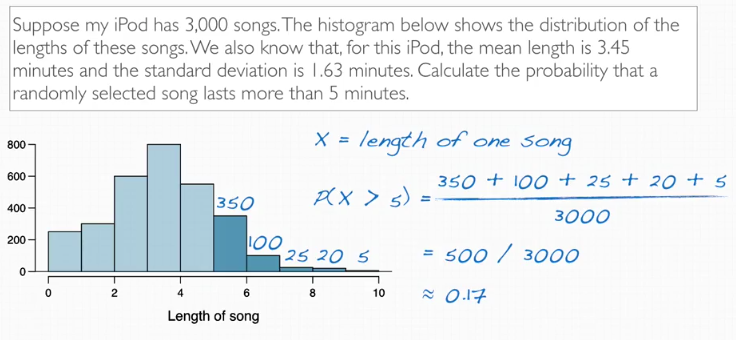 Suppose my iPod has 3,000 songs. The histogram below shows the distribution of the
lengths of these songs. We also know that, for this iPod, the mean length is 3.45
minutes and the standard deviation is 1.63 minutes. Calculate the probability that a
randomly selected song lasts more than 5 minutes.
X = length of one song
P(X > 5) = 350 + 100 + 25 + 20 + 5
3000
= 500 / 3000
≈ 0.17
800
600
400
200
0
350
100
25 20 5
0 2 4 6 8 10
Length of song